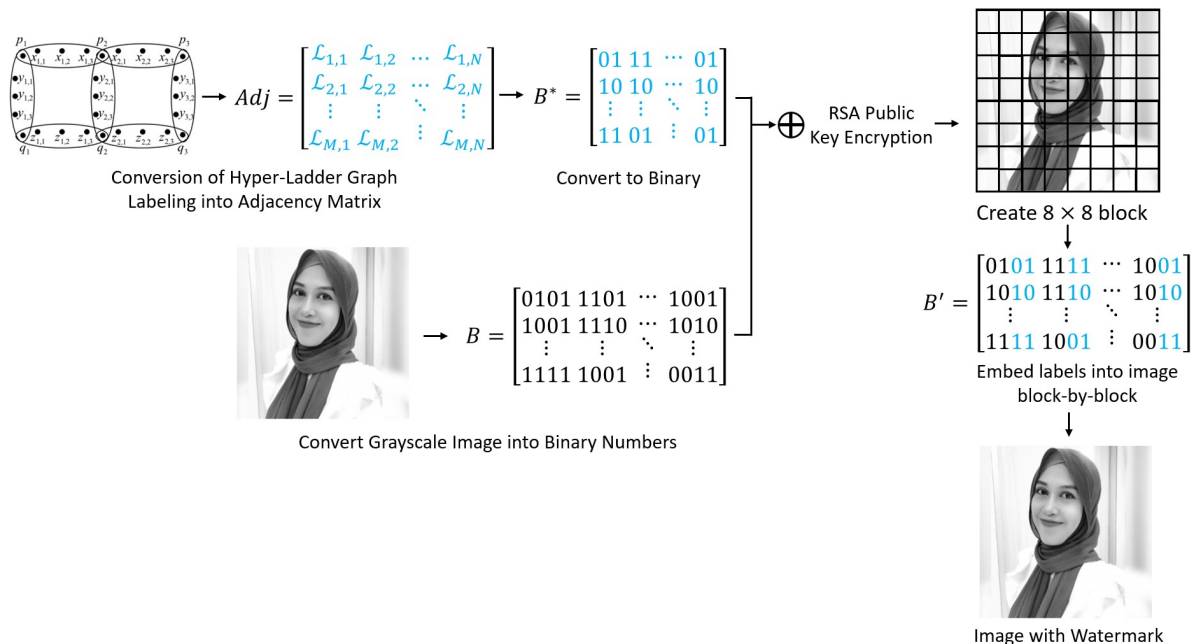 p1 p2 p3
x1,1 x1,2 x1,3 x2,1 x2,2 x2,3
y1,1 y2,1 y3,1
y1,2 y2,2 y3,2
y1,3 y2,3 y3,3
z1,1 z1,2 z1,3 z2,1 z2,2 z2,3
q1 q2 q3
Adj =
ℒ1,1 ℒ1,2 … ℒ1,N
ℒ2,1 ℒ2,2 … ℒ2,N
⋮ ⋱ ⋮
ℒM,1 ℒM,2 ⋮ ℒM,N
Conversion of Hyper-Ladder Graph
Labeling into Adjacency Matrix
B* =
01 11 ⋯ 01
10 10 ⋯ 10
⋮ ⋮ ⋱ ⋮
11 01 ⋮ 01
Convert to Binary
B =
0101 1101 ⋯ 1001
1001 1110 ⋯ 1010
⋮ ⋮ ⋱ ⋮
1111 1001 ⋮ 0011
Convert Grayscale Image into Binary Numbers
⊕
RSA Public
Key Encryption
Create 8 × 8 block
B′ =
0101 1111 ⋯ 1001
1010 1110 ⋯ 1010
⋮ ⋮ ⋱ ⋮
1111 1001 ⋮ 0011
Embed labels into image
block-by-block
Image with Watermark